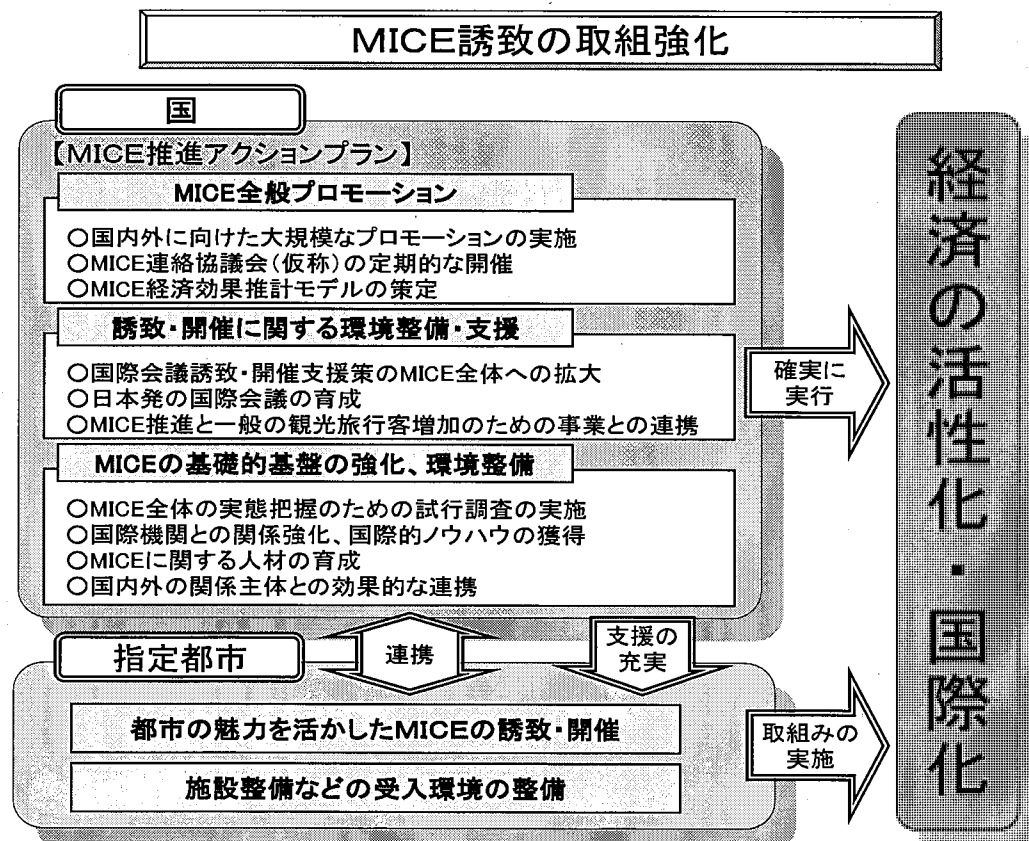 MICE誘致の取組強化
国
【MICE推進アクションプラン】
MICE全般プロモーション
〇国内外に向けた大規模なプロモーションの実施
〇MICE連絡協議会(仮称)の定期的な開催
〇MICE経済効果推計モデルの策定
誘致・開催に関する環境整備・支援
〇国際会議誘致・開催支援策のMICE全体への拡大
〇日本発の国際会議の育成
〇MICE推進と一般の観光旅行客増加のための事業との連携
MICEの基礎的基盤の強化、環境整備
〇MICE全体の実態把握のための試行調査の実施
〇国際機関との関係強化、国際的ノウハウの獲得
〇MICEに関する人材の育成
〇国内外の関係主体との効果的な連携
確実に
実行
連携
支援の
充実
指定都市
都市の魅力を活かしたMICEの誘致・開催
施設整備などの受入環境の整備
取組みの
実施
経済の活性化・国際化